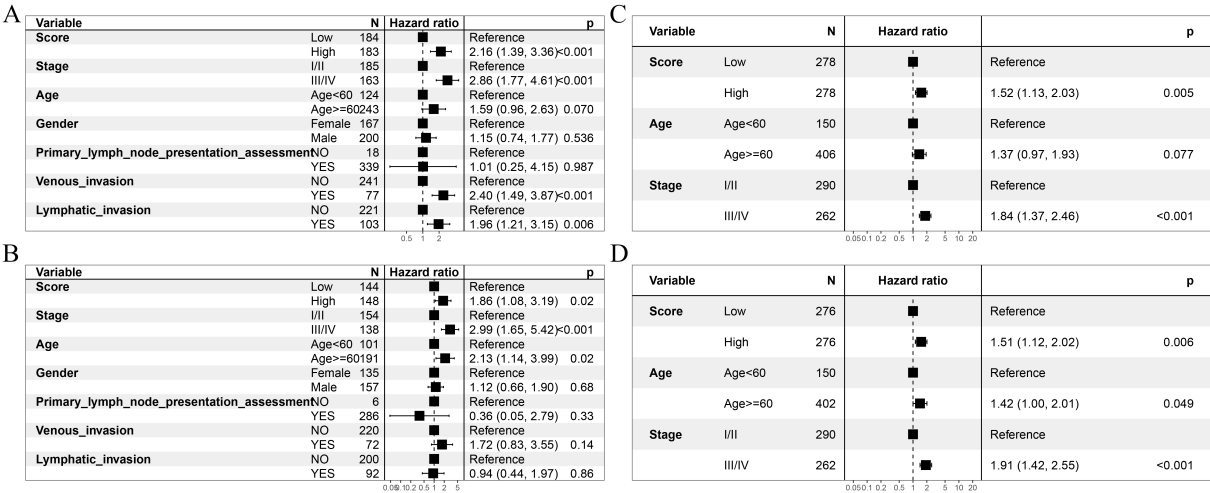 A
Variable N Hazard ratio p
Score Low 184 Reference
High 183 2.16 (1.39, 3.36) <0.001
Stage I/II 185 Reference
III/IV 163 2.86 (1.77, 4.61) <0.001
Age Age<60 124 Reference
Age>=60 243 1.59 (0.96, 2.63) 0.070
Gender Female 167 Reference
Male 200 1.15 (0.74, 1.77) 0.536
Primary_lymph_node_presentation_assessment NO 18 Reference
YES 339 1.01 (0.25, 4.15) 0.987
Venous_invasion NO 241 Reference
YES 77 2.40 (1.49, 3.87) <0.001
Lymphatic_invasion NO 221 Reference
YES 103 1.96 (1.21, 3.15) 0.006
0.5 1 2
B
Variable N Hazard ratio p
Score Low 144 Reference
High 148 1.86 (1.08, 3.19) 0.02
Stage I/II 154 Reference
III/IV 138 2.99 (1.65, 5.42) <0.001
Age Age<60 101 Reference
Age>=60 191 2.13 (1.14, 3.99) 0.02
Gender Female 135 Reference
Male 157 1.12 (0.66, 1.90) 0.68
Primary_lymph_node_presentation_assessment NO 6 Reference
YES 286 0.36 (0.05, 2.79) 0.33
Venous_invasion NO 220 Reference
YES 72 1.72 (0.83, 3.55) 0.14
Lymphatic_invasion NO 200 Reference
YES 92 0.94 (0.44, 1.97) 0.86
0.05 0.1 0.2 0.5 1 2 5
C
Variable N Hazard ratio p
Score Low 278 Reference
High 278 1.52 (1.13, 2.03) 0.005
Age Age<60 150 Reference
Age>=60 406 1.37 (0.97, 1.93) 0.077
Stage I/II 290 Reference
III/IV 262 1.84 (1.37, 2.46) <0.001
0.05 0.1 0.2 0.5 1 2 5 10 20
D
Variable N Hazard ratio p
Score Low 276 Reference
High 276 1.51 (1.12, 2.02) 0.006
Age Age<60 150 Reference
Age>=60 402 1.42 (1.00, 2.01) 0.049
Stage I/II 290 Reference
III/IV 262 1.91 (1.42, 2.55) <0.001
0.05 0.1 0.2 0.5 1 2 5 10 20